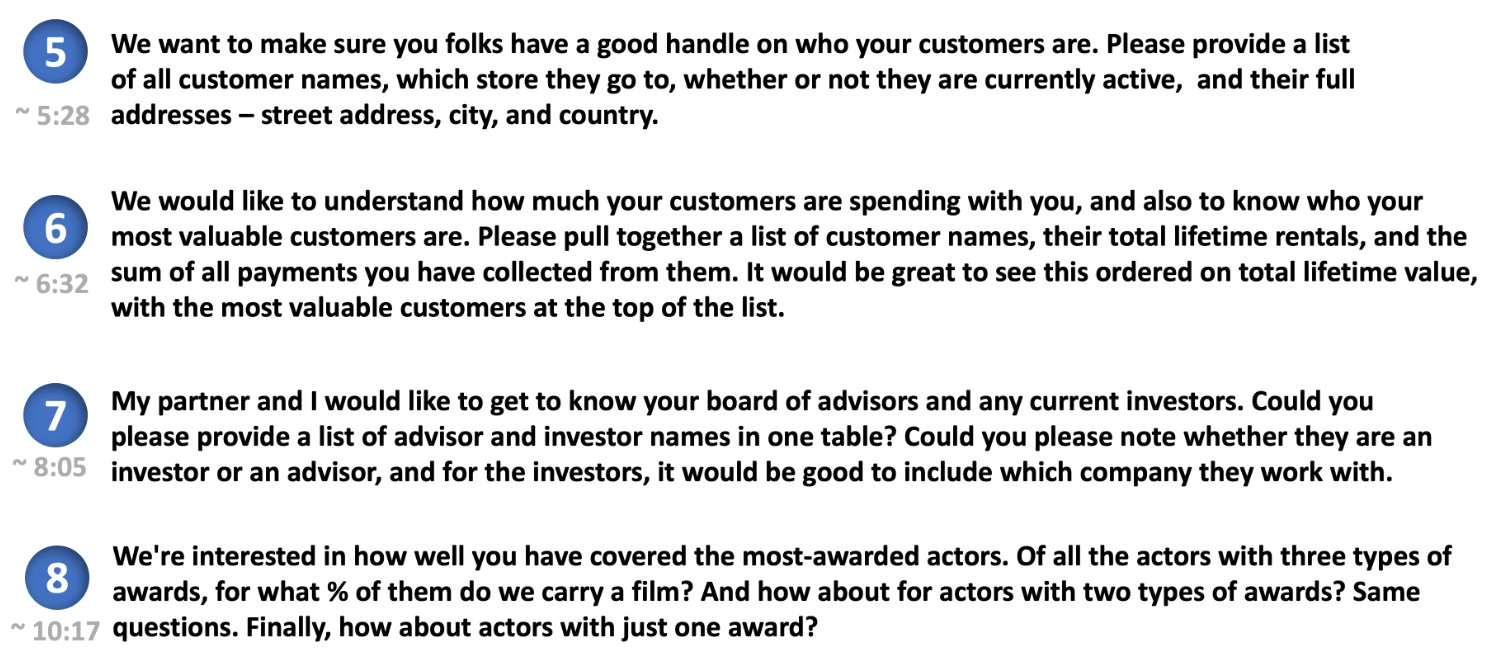 5
We want to make sure you folks have a good handle on who your customers are. Please provide a list
of all customer names, which store they go to, whether or not they are currently active,  and their full
~ 5:28
addresses – street address, city, and country.
6
We would like to understand how much your customers are spending with you, and also to know who your
most valuable customers are. Please pull together a list of customer names, their total lifetime rentals, and the
~ 6:32
sum of all payments you have collected from them. It would be great to see this ordered on total lifetime value,
with the most valuable customers at the top of the list.
7
My partner and I would like to get to know your board of advisors and any current investors. Could you
please provide a list of advisor and investor names in one table? Could you please note whether they are an
~ 8:05
investor or an advisor, and for the investors, it would be good to include which company they work with.
8
We're interested in how well you have covered the most-awarded actors. Of all the actors with three types of
awards, for what % of them do we carry a film? And how about for actors with two types of awards? Same
~ 10:17
questions. Finally, how about actors with just one award?